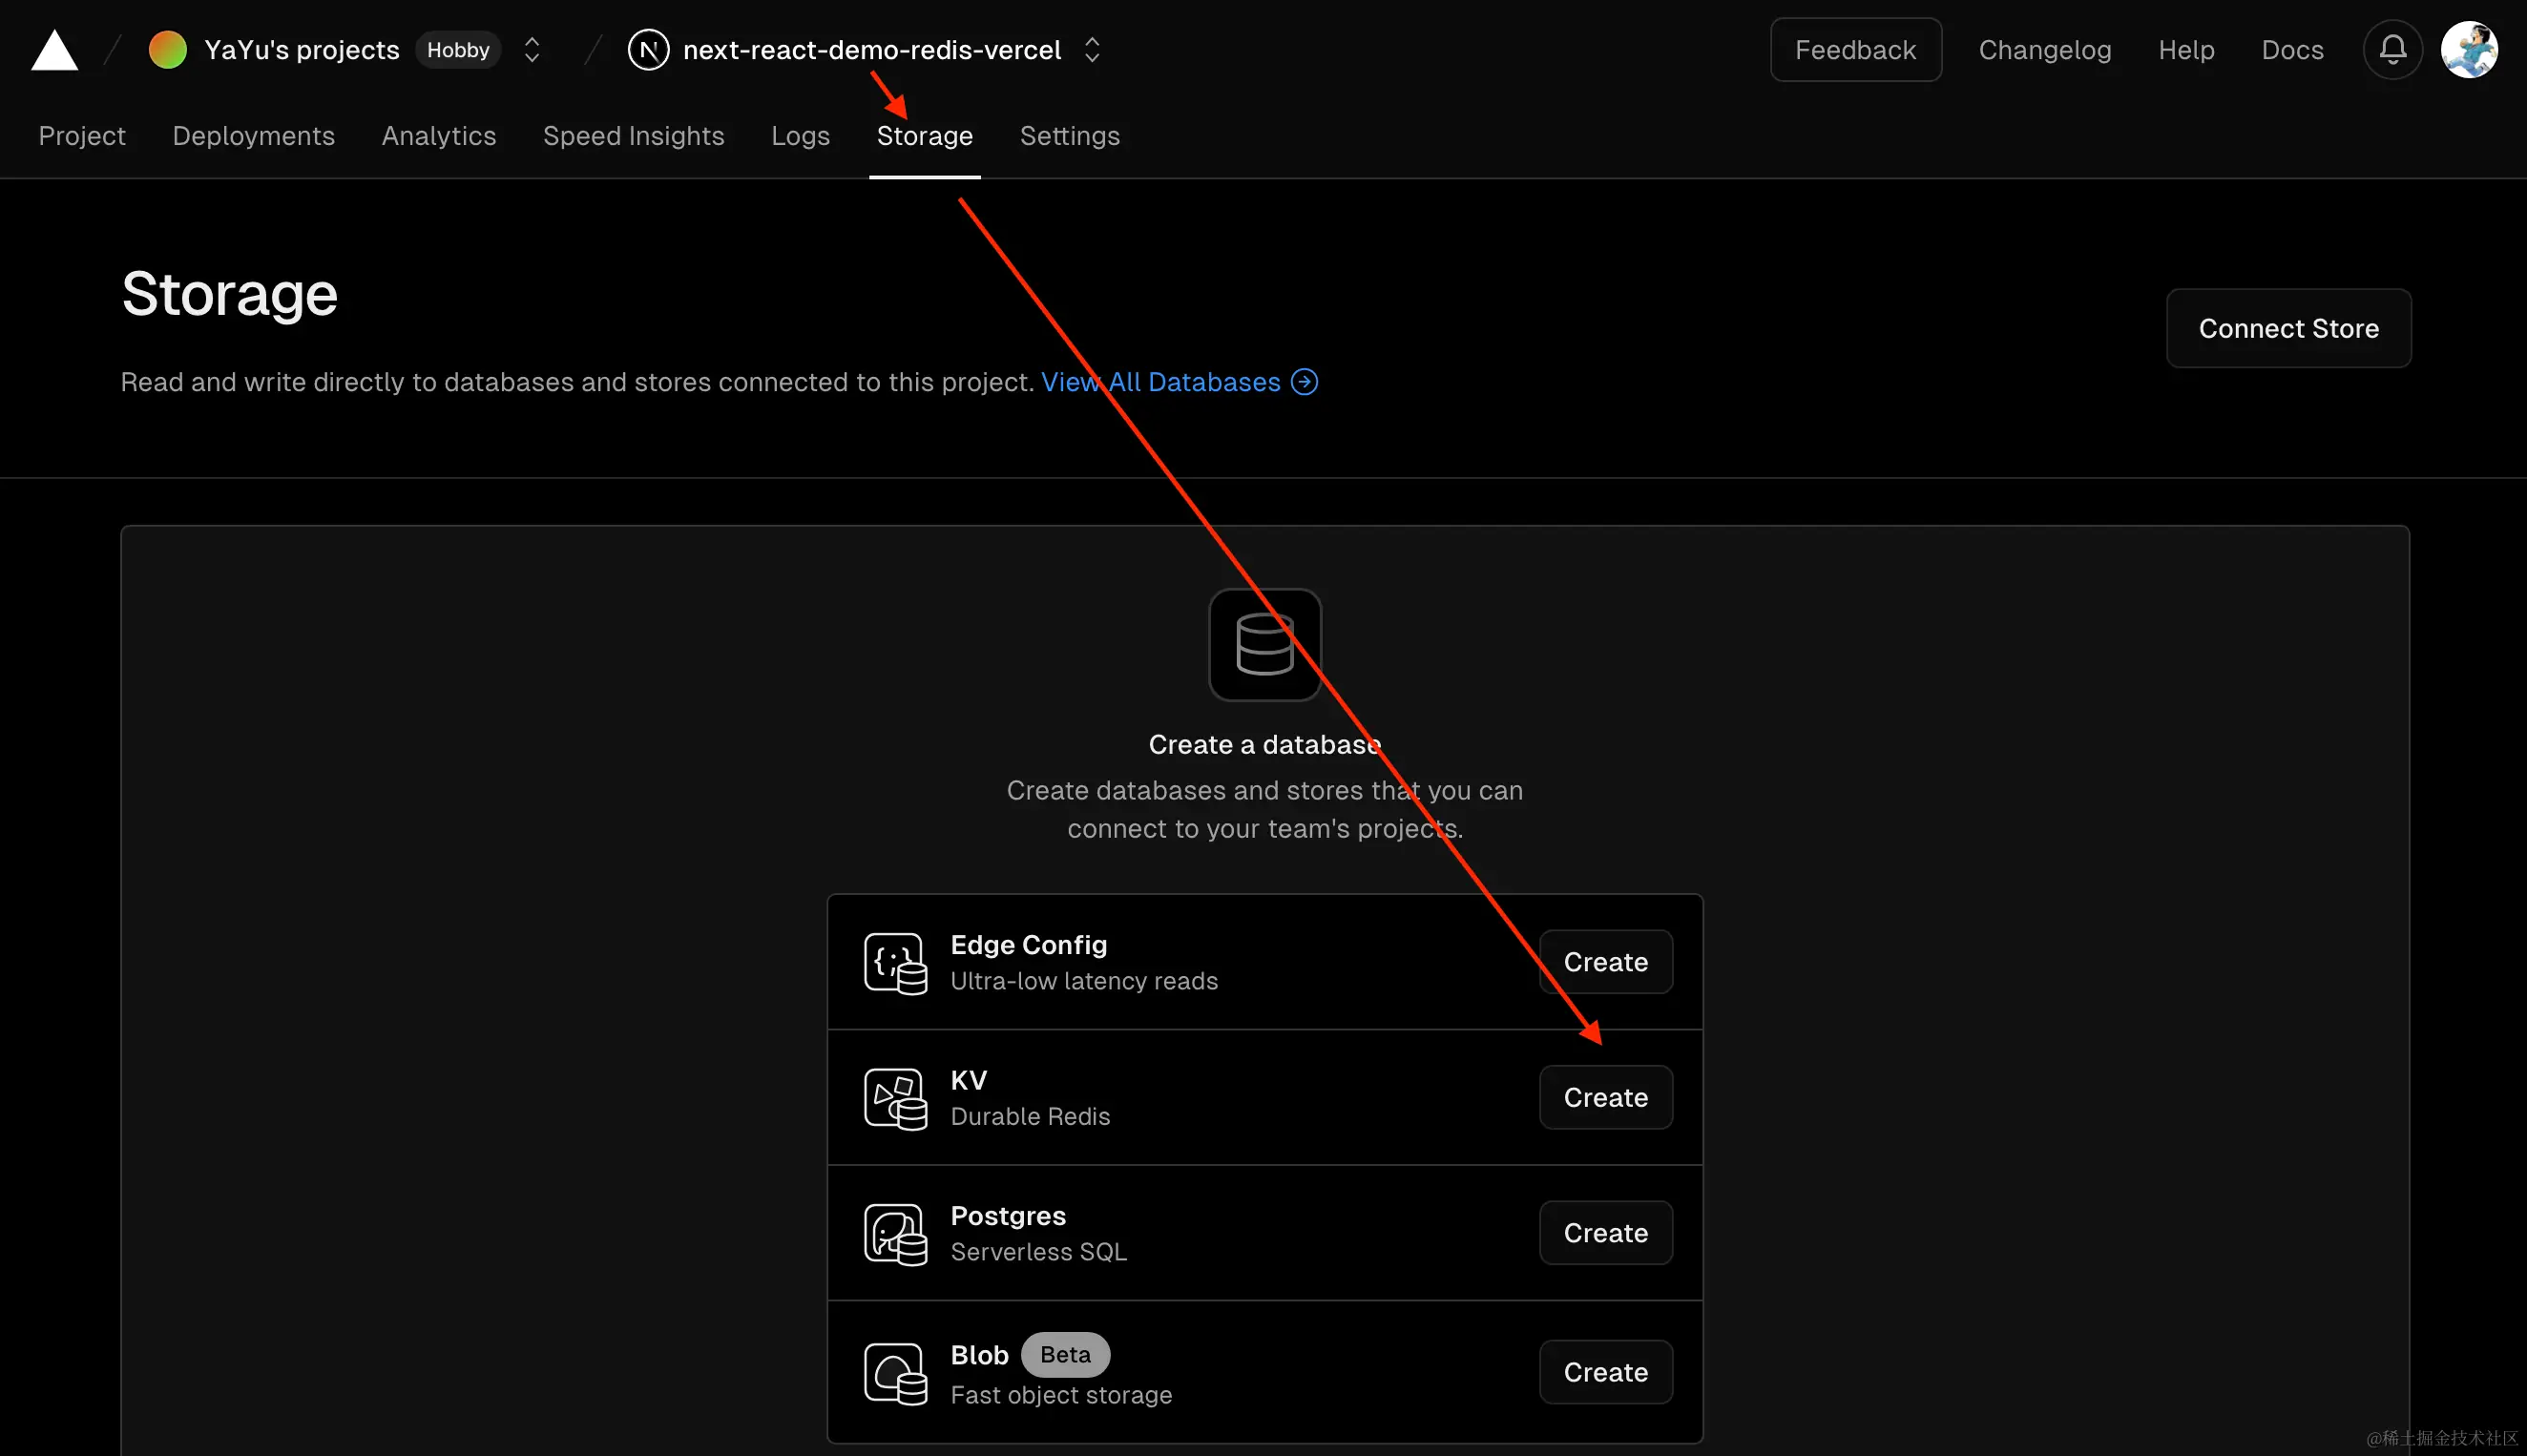 YaYu's projects Hobby next-react-demo-redis-vercel Feedback Changelog Help Docs
Project Deployments Analytics Speed Insights Logs Storage Settings
Storage
Connect Store
Read and write directly to databases and stores connected to this project. View All Databases
Create a database
Create databases and stores that you can
connect to your team's projects.
Edge Config
Ultra-low latency reads
Create
KV
Durable Redis
Create
Postgres
Serverless SQL
Create
Blob Beta
Fast object storage
Create
@稀土掘金技术社区